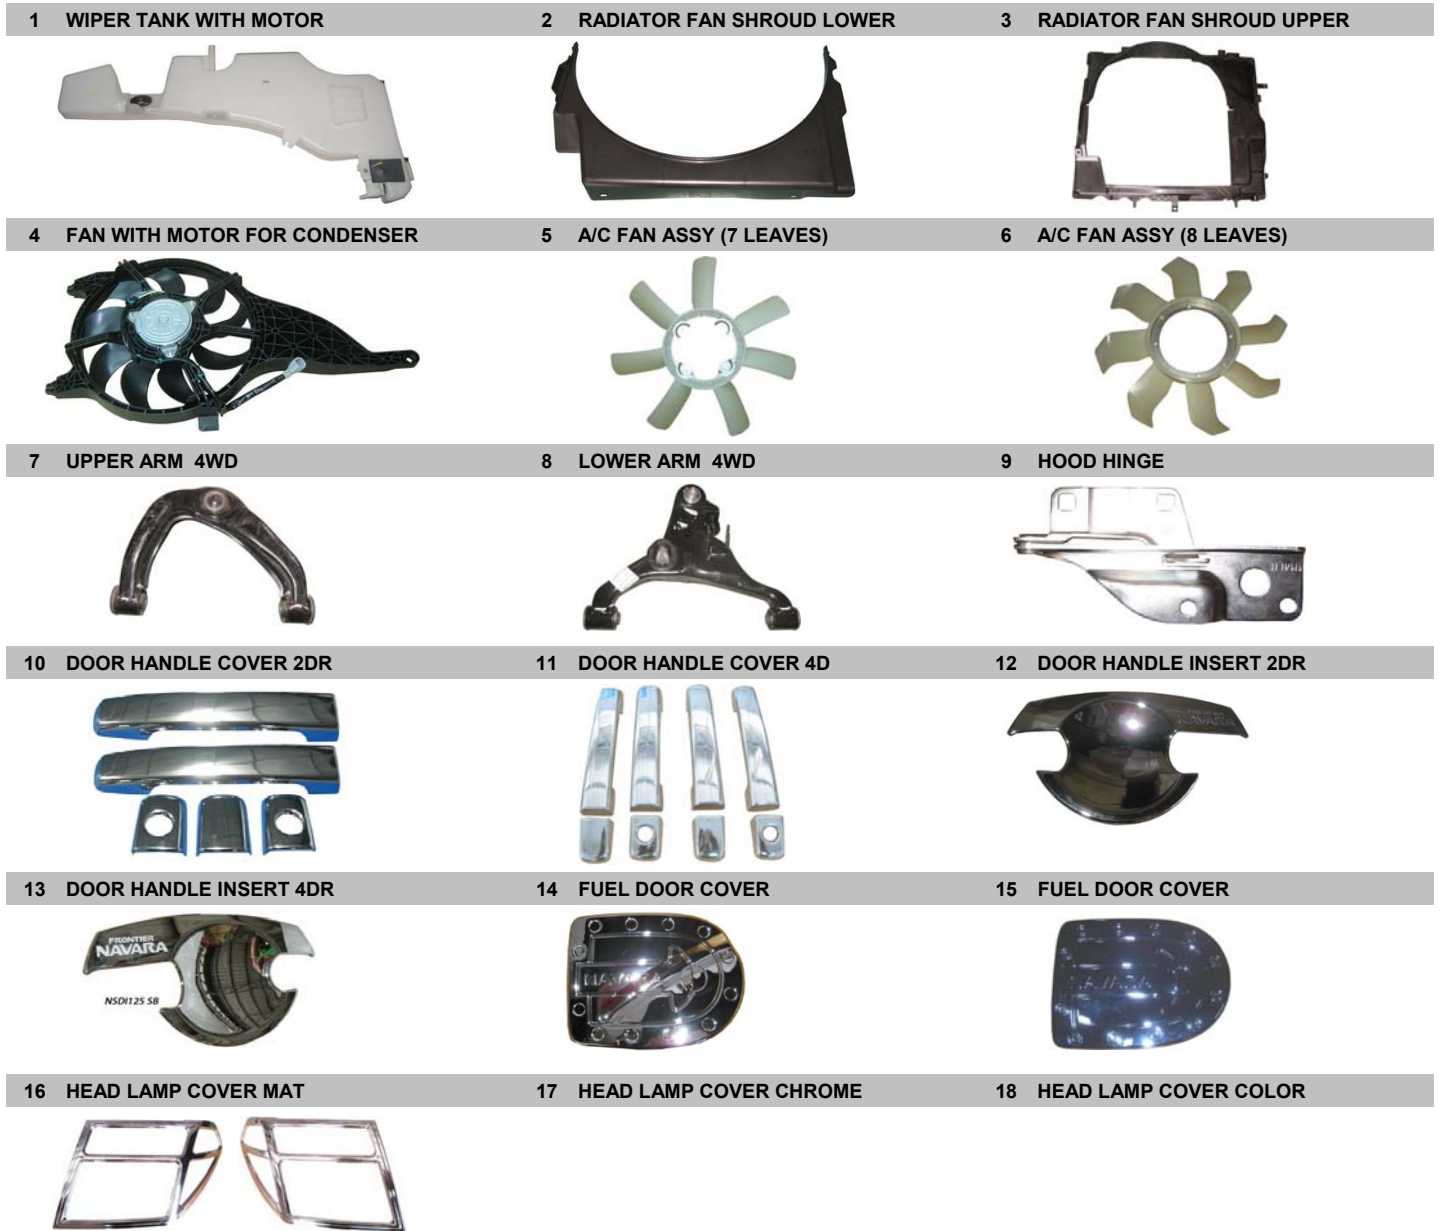 1 WIPER TANK WITH MOTOR
2 RADIATOR FAN SHROUD LOWER
3 RADIATOR FAN SHROUD UPPER
4 FAN WITH MOTOR FOR CONDENSER
5 A/C FAN ASSY (7 LEAVES)
6 A/C FAN ASSY (8 LEAVES)
7 UPPER ARM 4WD
8 LOWER ARM 4WD
9 HOOD HINGE
10 DOOR HANDLE COVER 2DR
11 DOOR HANDLE COVER 4D
12 DOOR HANDLE INSERT 2DR
FRONTIER
NAVARA
13 DOOR HANDLE INSERT 4DR
14 FUEL DOOR COVER
15 FUEL DOOR COVER
FRONTIER
NAVARA
NSDI125 SB
NAVARA
NAVARA
16 HEAD LAMP COVER MAT
17 HEAD LAMP COVER CHROME
18 HEAD LAMP COVER COLOR